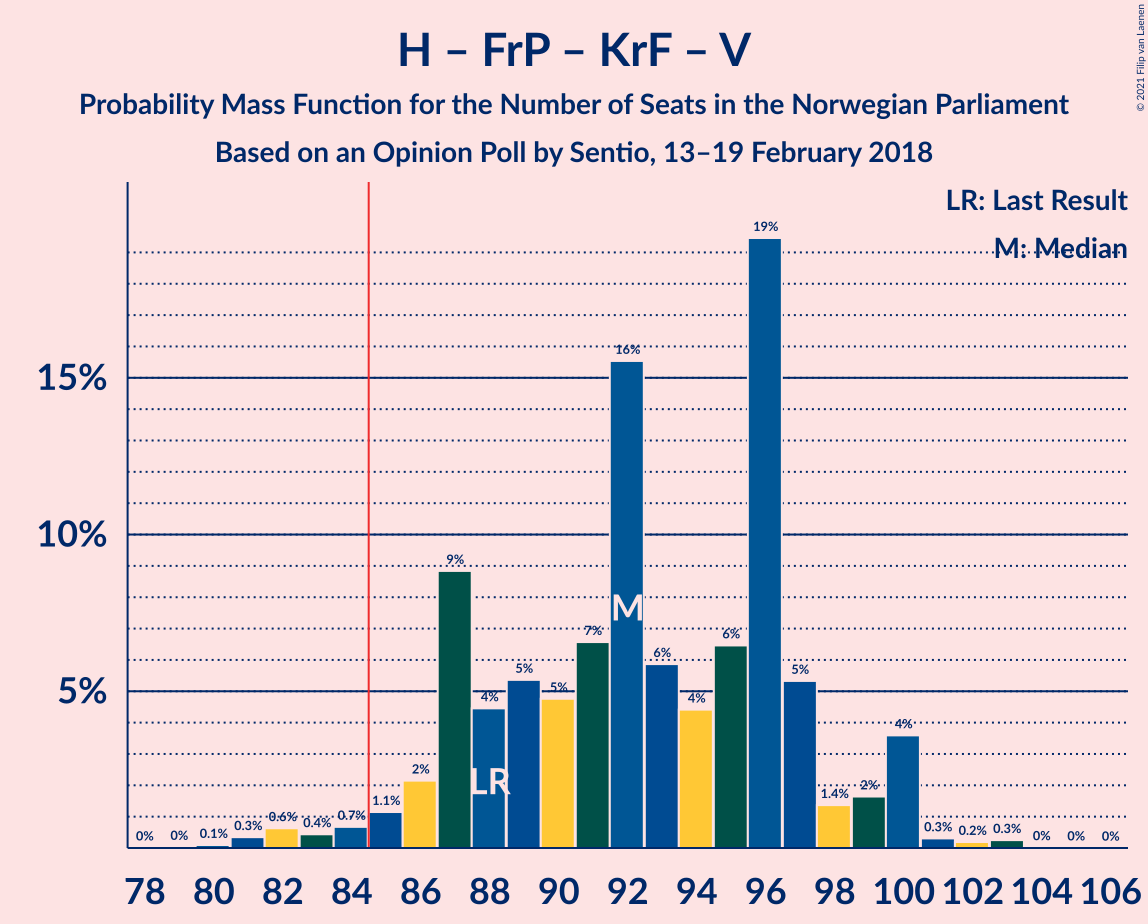 H – FrP – KrF – V
Probability Mass Function for the Number of Seats in the Norwegian Parliament
Based on an Opinion Poll by Sentio, 13–19 February 2018
© 2021 Filip van Laenen
LR: Last Result
M: Median
15%
10%
5%
0% 0% 0.1% 0.3% 0.6% 0.4% 0.7% 1.1% 2% 9% 4% 5% 5% 7% 16% 6% 4% 6% 19% 5% 1.4% 2% 4% 0.3% 0.2% 0.3% 0% 0% 0%
M
LR
78 80 82 84 86 88 90 92 94 96 98 100 102 104 106